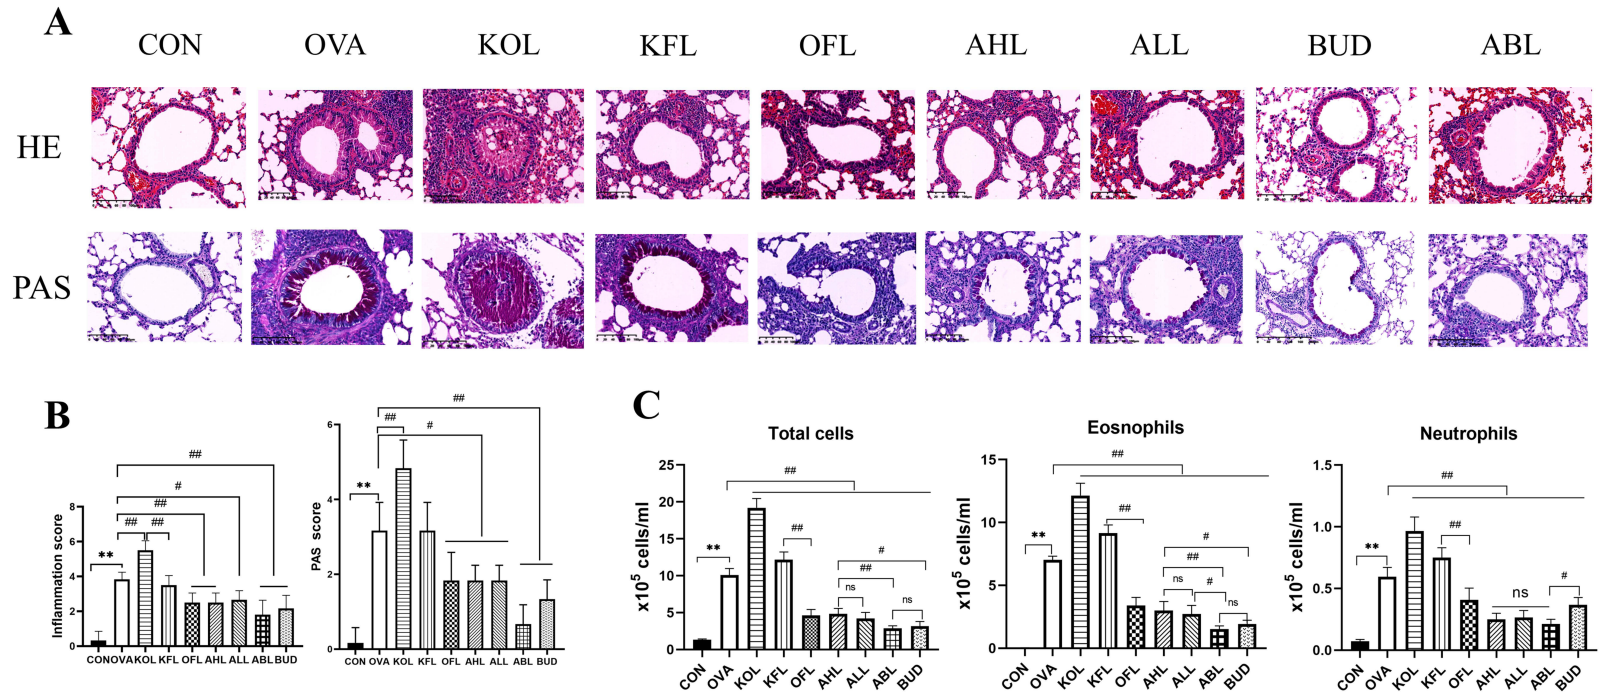 A
CON OVA KOL KFL OFL AHL ALL BUD ABL
HE
PAS
B
##
#
##
## ##
**
8
6
4
2
0
Inflammation score
CON OVA KOL KFL OFL AHL ALL ABL BUD
##
## #
**
6
4
2
0
PAS score
CON OVA KOL KFL OFL AHL ALL ABL BUD
C
Total cells
##
**
##
#
##
ns
ns
25
20
15
10
5
0
x10⁵ cells/ml
CON OVA KOL KFL OFL AHL ALL ABL BUD
Eosnophils
##
**
##
#
##
ns #
ns
15
10
5
0
x10⁵ cells/ml
CON OVA KOL KFL OFL AHL ALL ABL BUD
Neutrophils
##
**
##
ns
#
1.5
1.0
0.5
0.0
x10⁵ cells/ml
CON OVA KOL KFL OFL AHL ALL ABL BUD